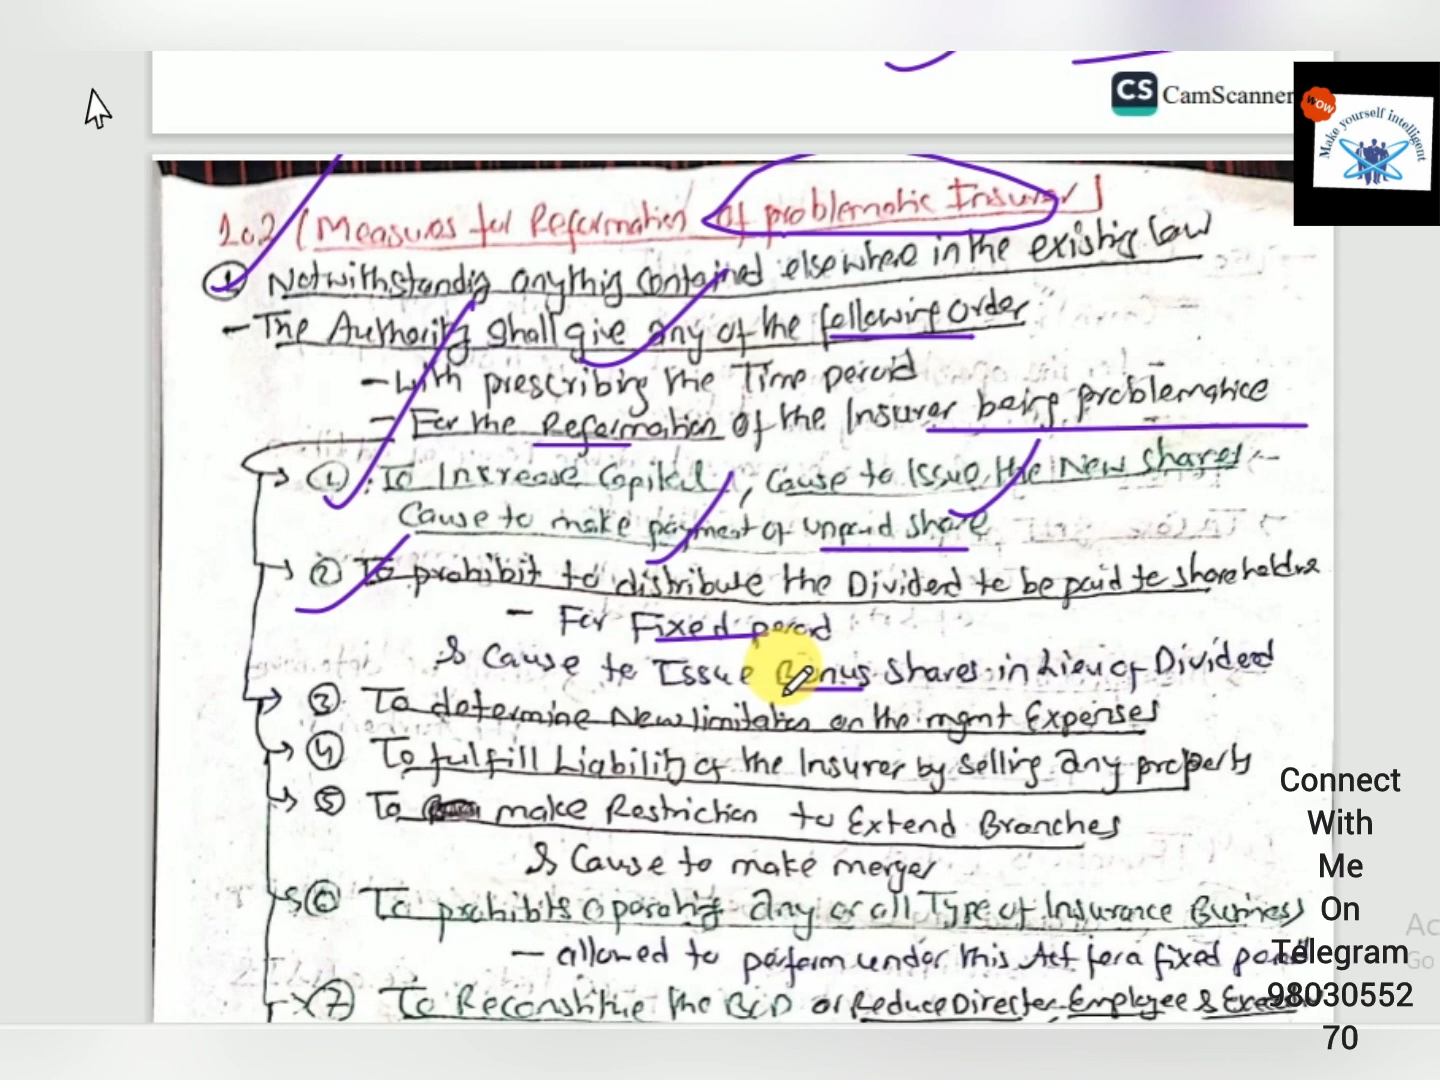 CS CamScanner
WOW
Make yourself intelligent
102 (Measures for Reformation of problematic Insurer)
① Notwithstanding anything contained elsewhere in the existing law
- The Authority shall give any of the following order
- With prescribing the Time period
- For the Reformation of the Insurer being problematice
① To Increase Capital, Cause to Issue the New shares
Cause to make payment of unpaid share
② To prohibit to distribute the Divided to be paid to shareholdre
- For Fixed period
& Cause to Issue Bonus Shares in Lieu of Divided
③ To determine New limitation on the mgmt Expenses
④ To fulfill Liability of the Insurer by selling any property
⑤ To make Restriction to Extend Branches
& Cause to make merger
⑥ To prohibits operating any or all Type of Insurance Business
- allowed to perform under this Act for a fixed
⑦ To Reconstitue the BOD or Reduce Director, Employee &
Connect
With
Me
On
Telegram
98030552
70